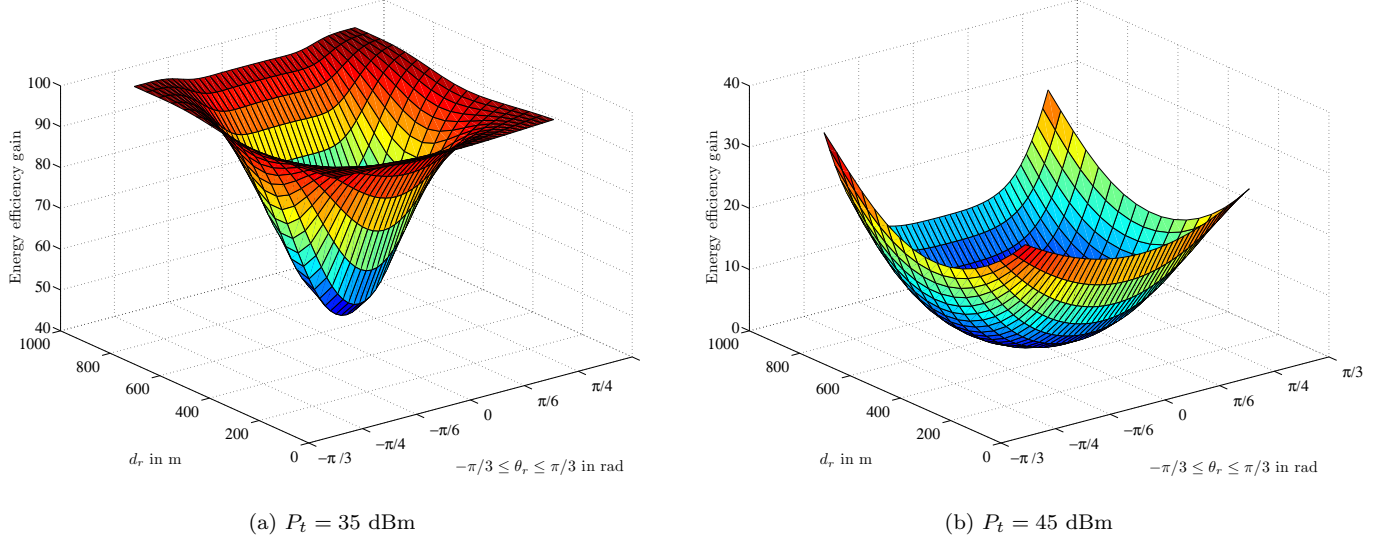 100
90
80
70
60
50
40
Energy efficiency gain
1000
800
600
400
200
0
d_r in m
−π/3
−π/4
−π/6
0
π/6
π/4
−π/3 ≤ θ_r ≤ π/3 in rad
(a) P_t = 35 dBm
40
30
20
10
0
Energy efficiency gain
1000
800
600
400
200
0
d_r in m
−π/3
−π/4
−π/6
0
π/6
π/4
π/3
−π/3 ≤ θ_r ≤ π/3 in rad
(b) P_t = 45 dBm